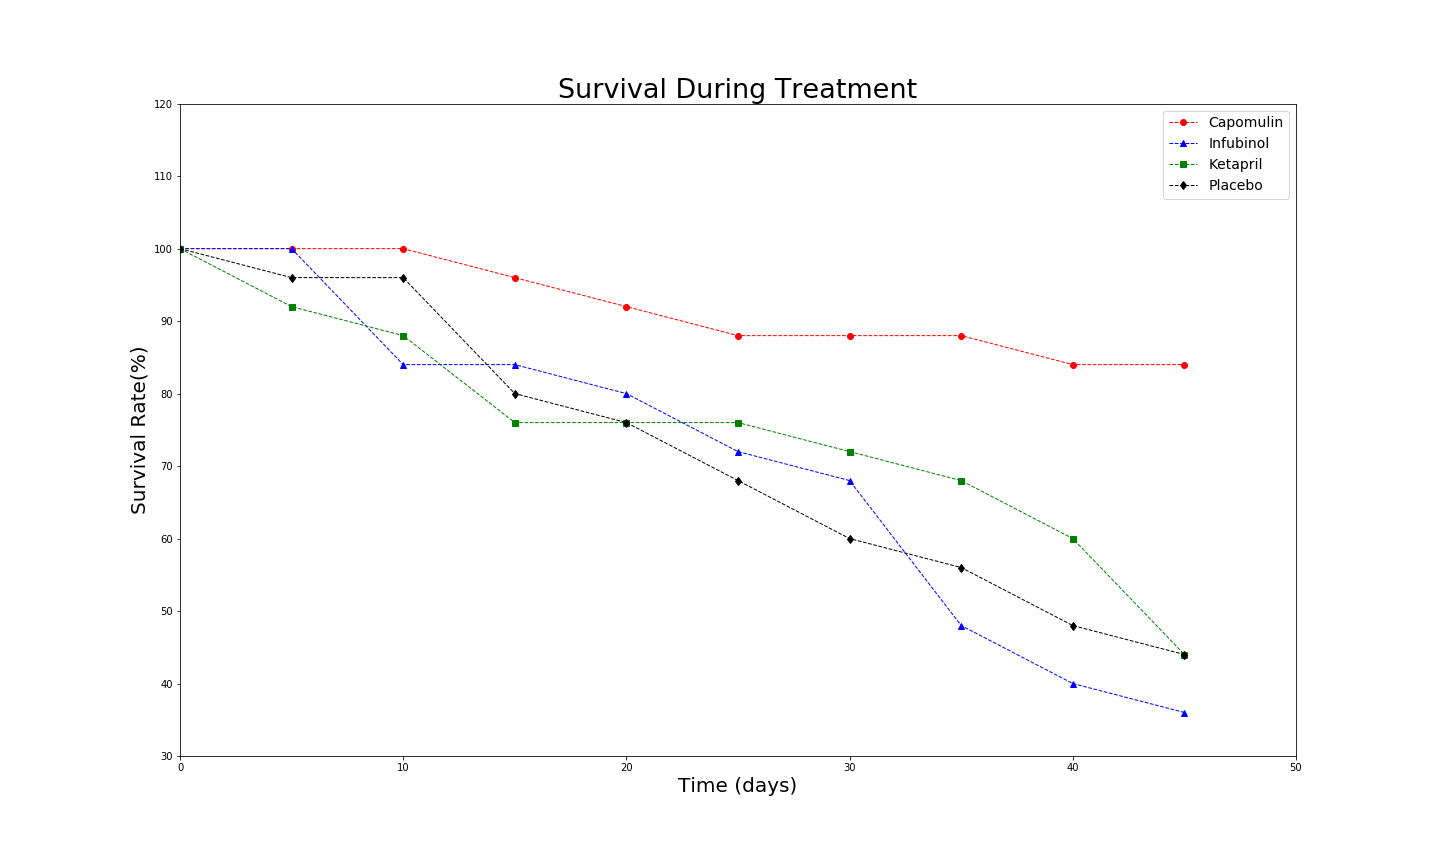 Survival During Treatment
120
110
100
90
80
70
60
50
40
30
Survival Rate(%)
0 10 20 30 40 50
Time (days)
Capomulin
Infubinol
Ketapril
Placebo